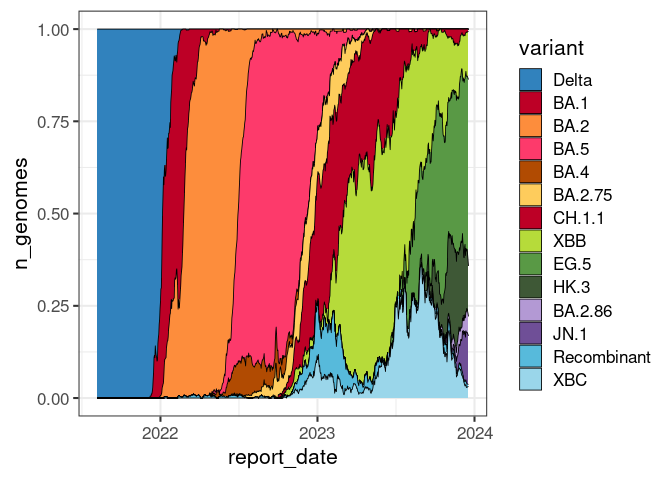 n_genomes
1.00
0.75
0.50
0.25
0.00
2022
2023
2024
report_date
variant
Delta
BA.1
BA.2
BA.5
BA.4
BA.2.75
CH.1.1
XBB
EG.5
HK.3
BA.2.86
JN.1
Recombinant
XBC